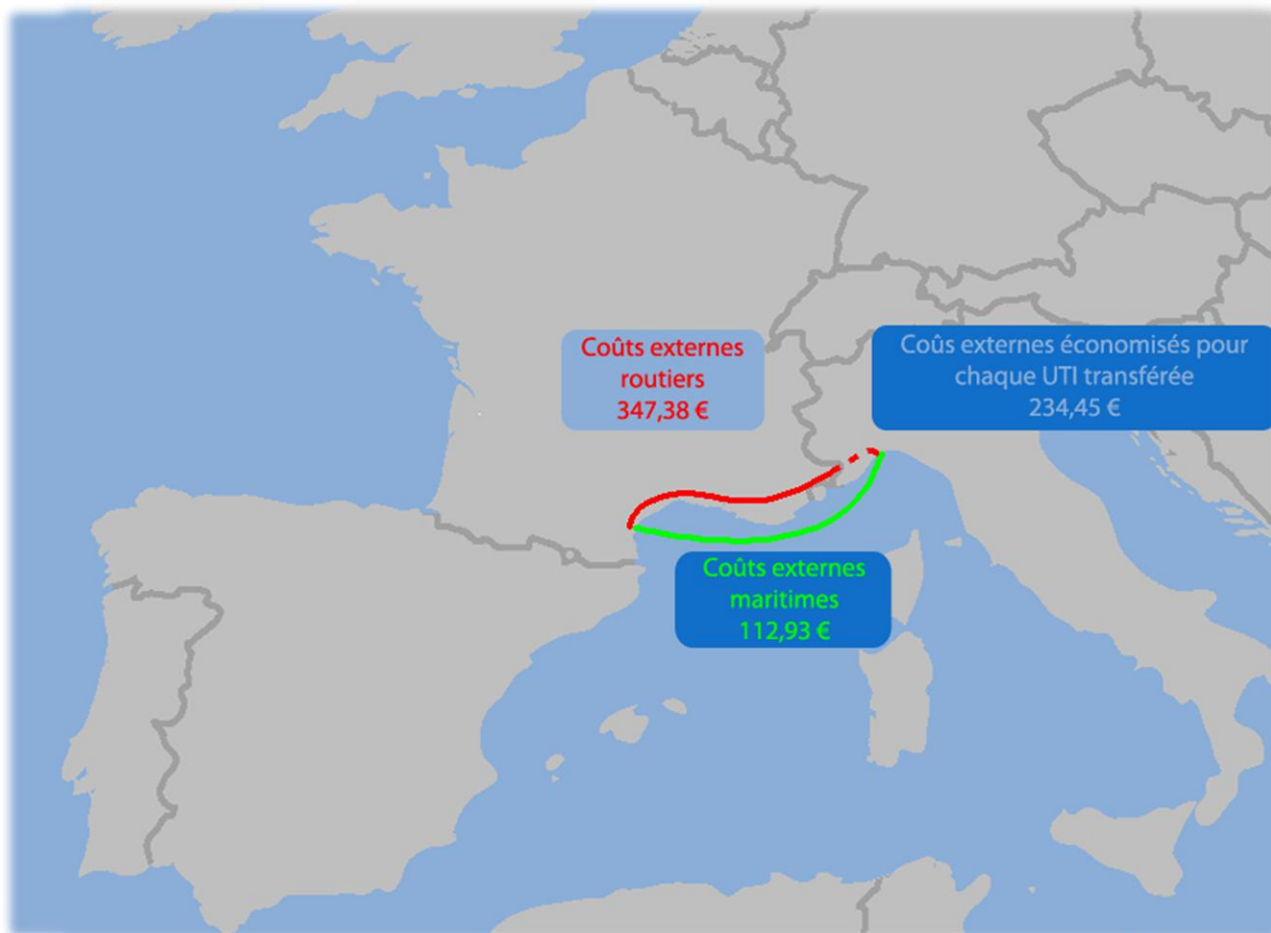 Coûts externes
routiers
347,38 €
Coûs externes économisés pour
chaque UTI transférée
234,45 €
Coûts externes
maritimes
112,93 €